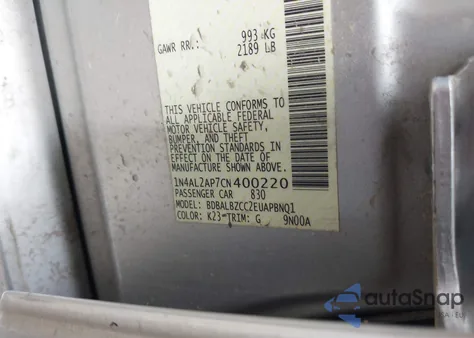 993 KG
GAWR RR.: 2189 LB
THIS VEHICLE CONFORMS TO
ALL APPLICABLE FEDERAL
MOTOR VEHICLE SAFETY,
BUMPER, AND THEFT
PREVENTION STANDARDS
IN EFFECT ON THE
DATE OF MANUFACTURE
SHOWN ABOVE.
1N4AL2AP7CN400220
PASSENGER CAR 830
BDBALBZCC2EUAPBNQ1
COLOR: K23 TRIM: G 9N00A
autoSnap